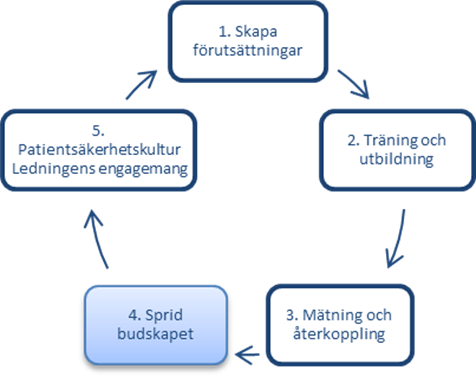 1. Skapa
förutsättningar
2. Träning och
utbildning
3. Mätning och
återkoppling
4. Sprid
budskapet
5.
Patientsäkerhetskultur
Ledningens engagemang